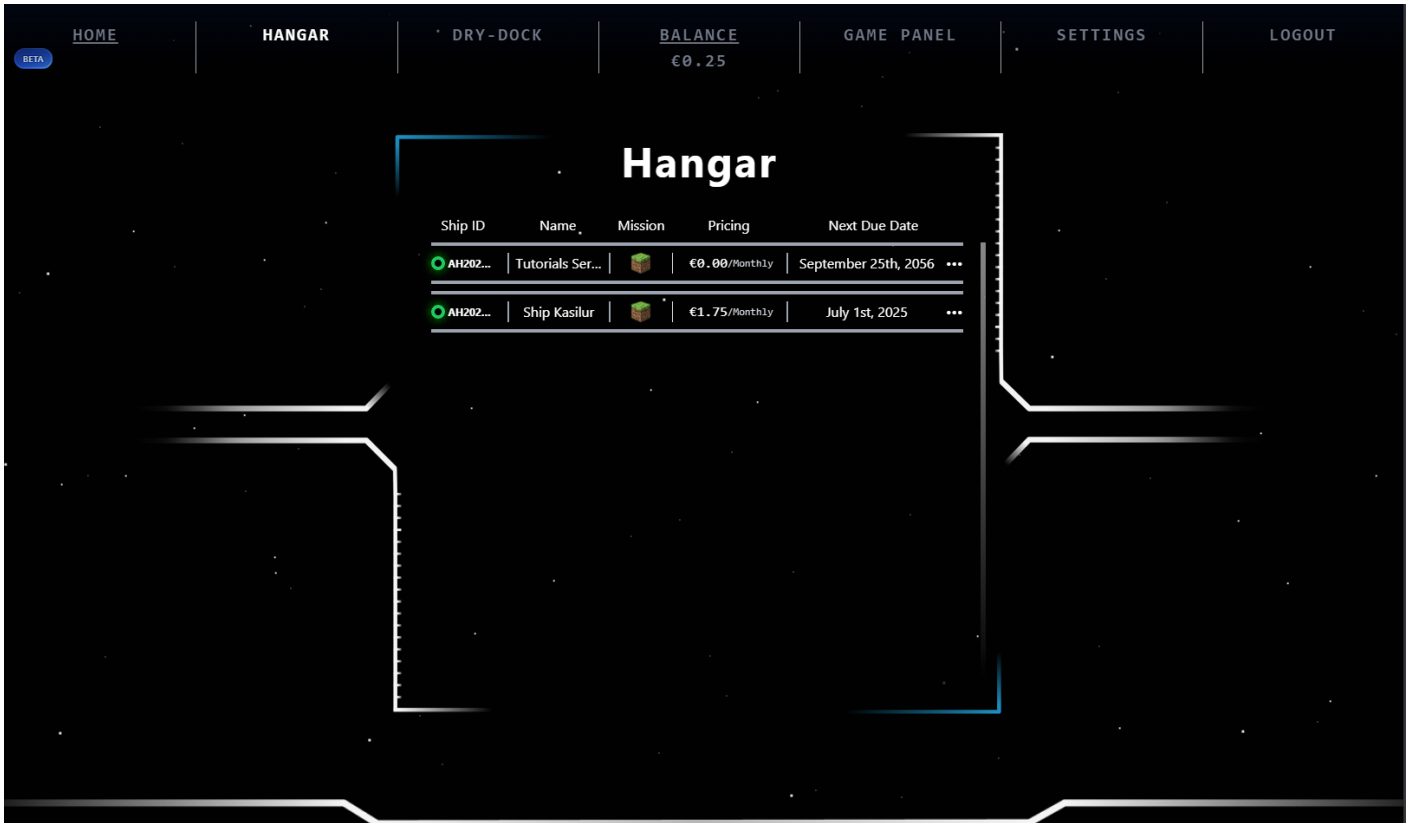 HOME HANGAR DRY-DOCK BALANCE GAME PANEL SETTINGS LOGOUT
BETA €0.25
Hangar
Ship ID Name Mission Pricing Next Due Date
AH202... Tutorials Ser... €0.00/Monthly September 25th, 2056 •••
AH202... Ship Kasilur €1.75/Monthly July 1st, 2025 •••